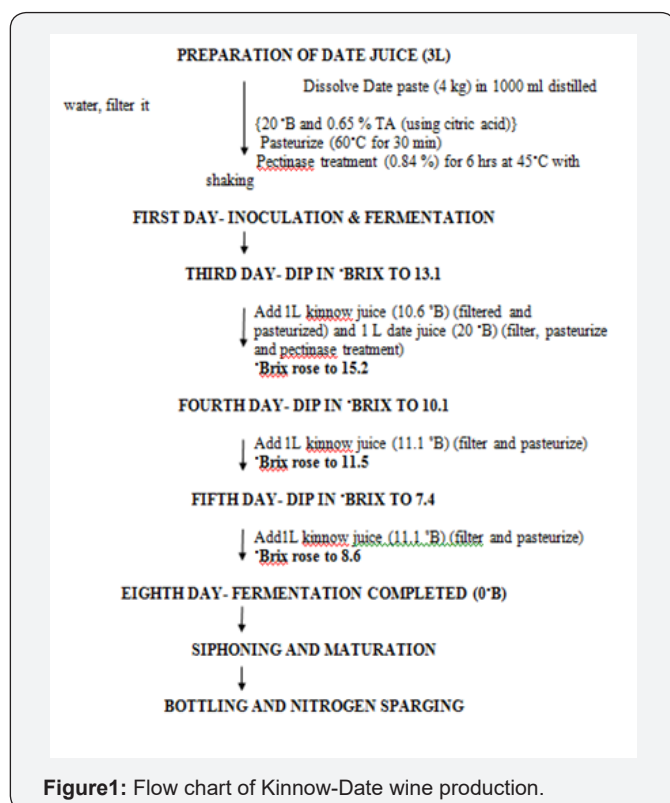 PREPARATION OF DATE JUICE (3L)
Dissolve Date paste (4 kg) in 1000 ml distilled
water, filter it
{20 °B and 0.65 % TA (using citric acid)}
Pasteurize (60°C for 30 min)
Pectinase treatment (0.84 %) for 6 hrs at 45°C with
shaking
FIRST DAY- INOCULATION & FERMENTATION
THIRD DAY- DIP IN °BRIX TO 13.1
Add 1L kinnow juice (10.6 °B) (filtered and
pasteurized) and 1 L date juice (20 °B) (filter, pasteurize
and pectinase treatment)
°Brix rose to 15.2
FOURTH DAY- DIP IN °BRIX TO 10.1
Add 1L kinnow juice (11.1 °B) (filter and pasteurize)
°Brix rose to 11.5
FIFTH DAY- DIP IN °BRIX TO 7.4
Add1L kinnow juice (11.1 °B) (filter and pasteurize)
°Brix rose to 8.6
EIGHTH DAY- FERMENTATION COMPLETED (0°B)
SIPHONING AND MATURATION
BOTTLING AND NITROGEN SPARGING
Figure1: Flow chart of Kinnow-Date wine production.